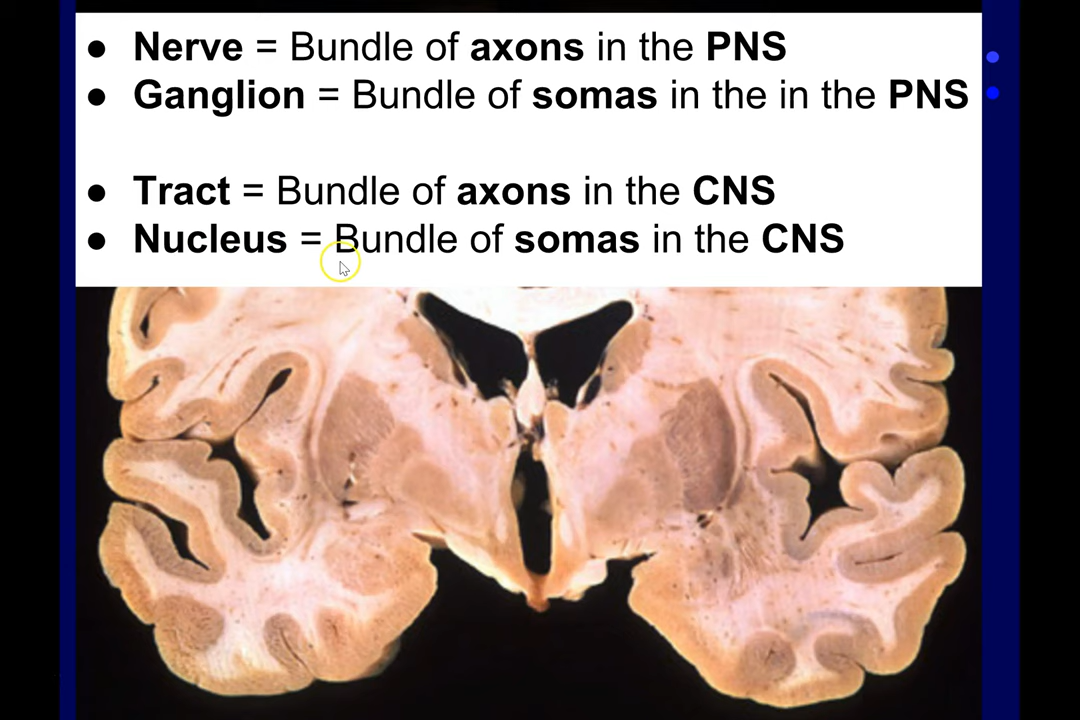 ● Nerve = Bundle of axons in the PNS
● Ganglion = Bundle of somas in the in the PNS
● Tract = Bundle of axons in the CNS
● Nucleus = Bundle of somas in the CNS